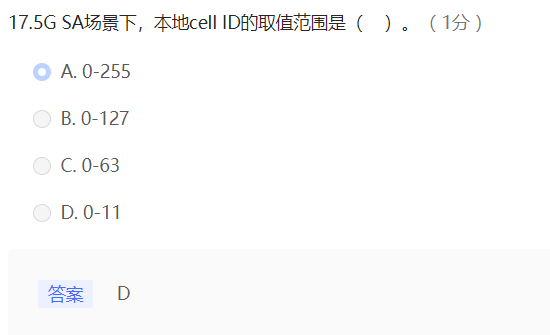 17.5G SA场景下，本地cell ID的取值范围是（ ）。（ 1分 ）
A. 0-255
B. 0-127
C. 0-63
D. 0-11
答案 D